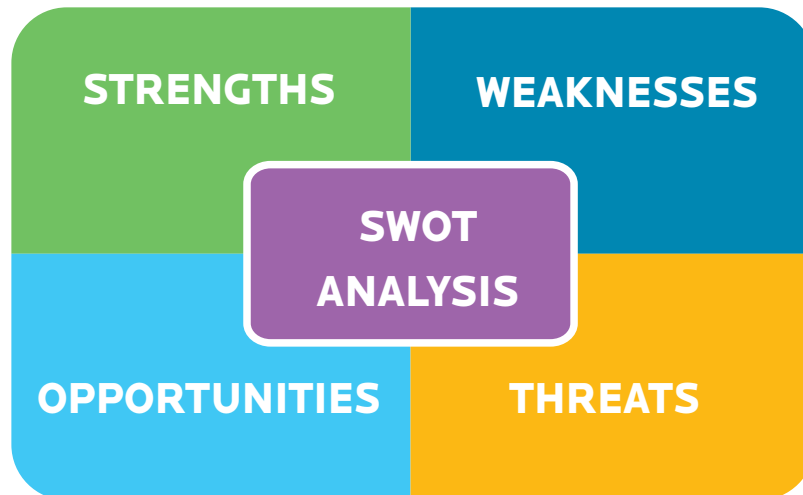 STRENGTHS
WEAKNESSES
SWOT
ANALYSIS
OPPORTUNITIES
THREATS